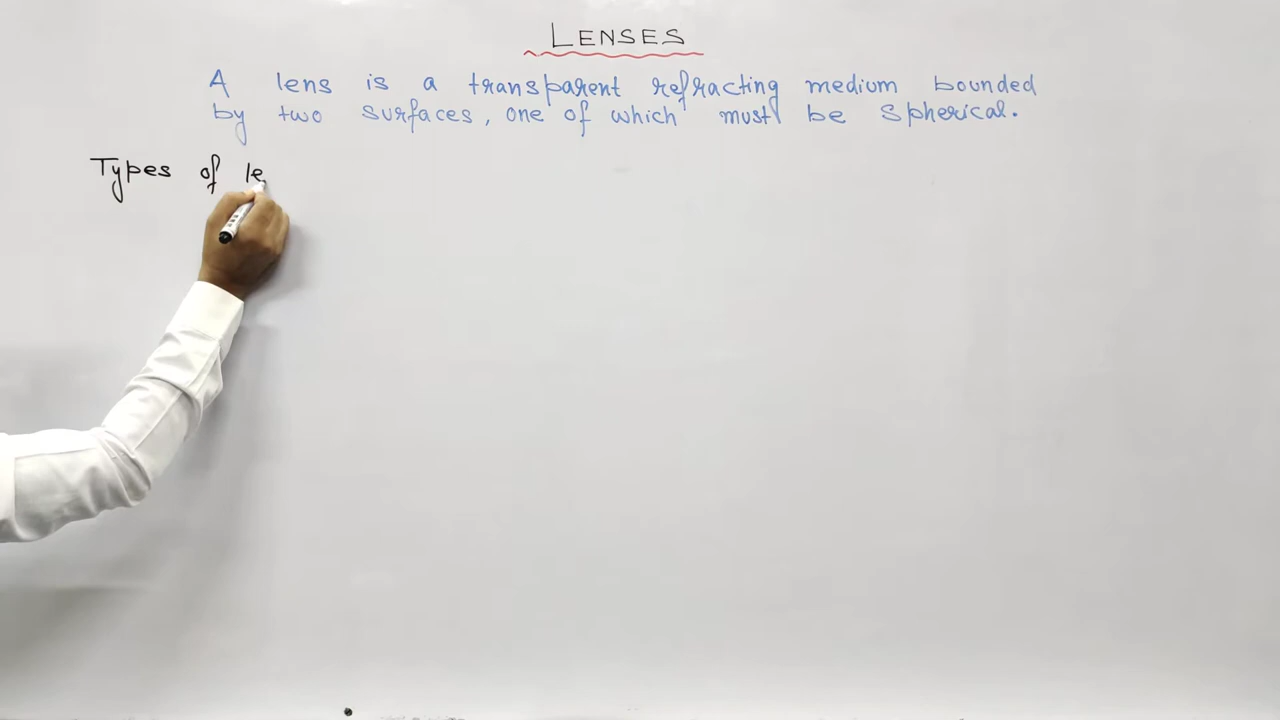 LENSES
A lens is a transparent refracting medium bounded
by two surfaces, one of which must be Spherical.
Types of le